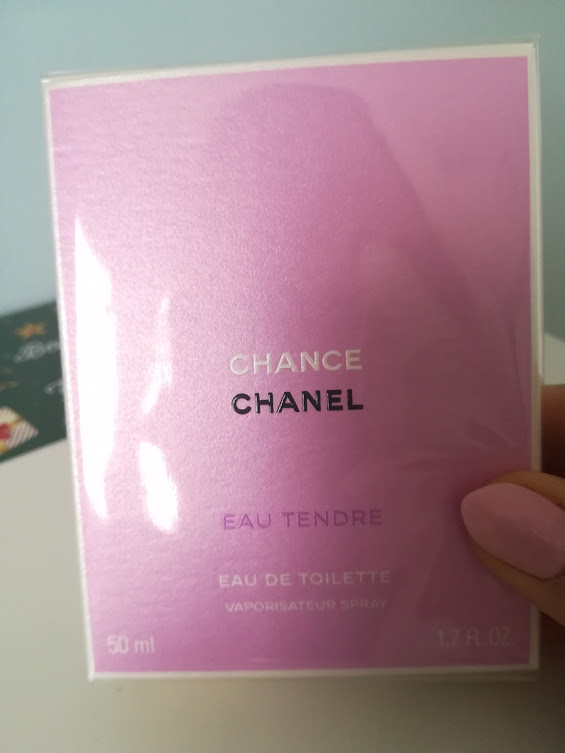 CHANCE
CHANEL
EAU TENDRE
EAU DE TOILETTE
VAPORISATEUR SPRAY
50 ml
1.7 FL. OZ